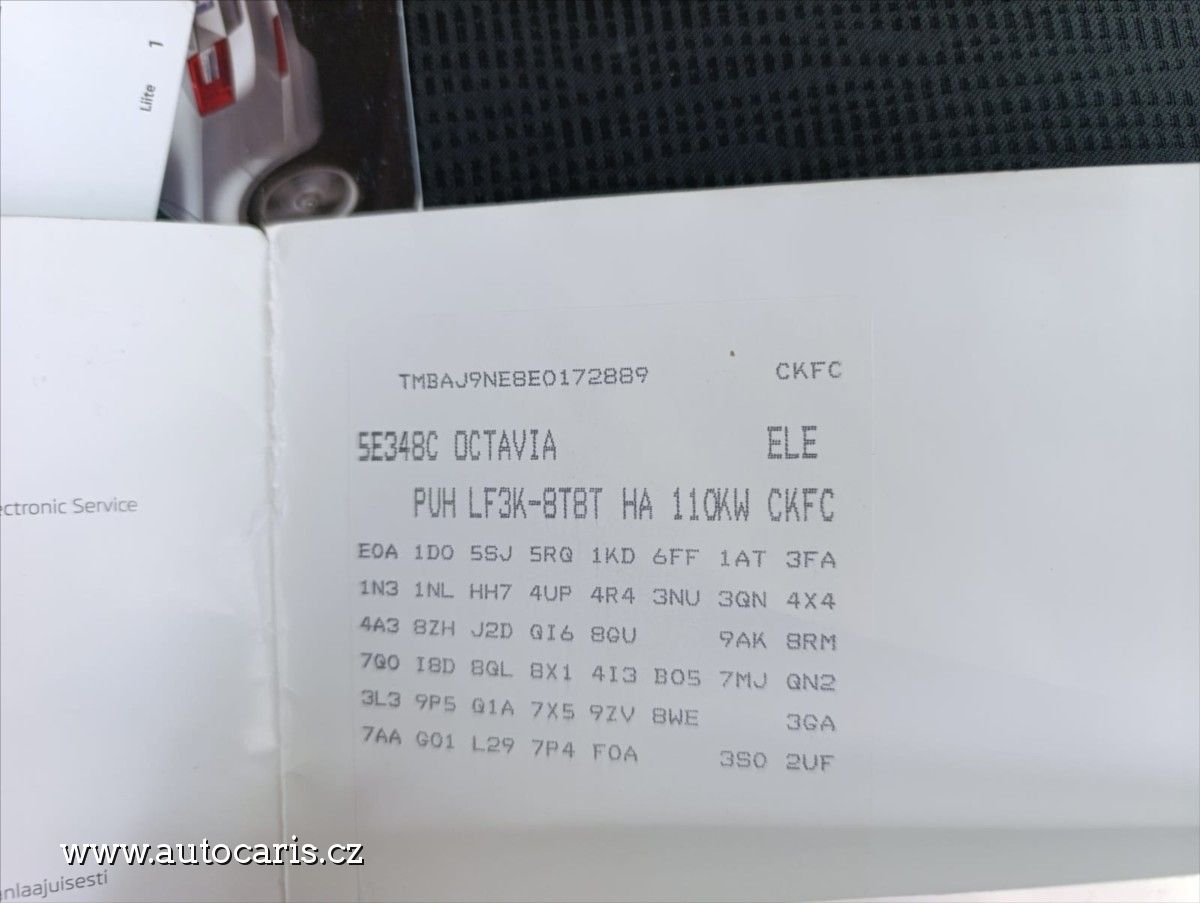 Liite 1
TMBAJ9NE8E0172889 CKFC
5E348C OCTAVIA ELE
PUH LF3K-8T8T HA 110KW CKFC
E0A 1D0 5SJ 5RQ 1KD 6FF 1AT 3FA
1N3 1NL HH7 4UP 4R4 3NU 3QN 4X4
4A3 8ZH J2D QI6 8GU 9AK 8RM
7Q0 I8D 8QL 8X1 4I3 B05 7MJ QN2
3L3 9P5 Q1A 7X5 9ZV 8WE 3GA
7AA G01 L29 7P4 F0A 3S0 2UF
ectronic Service
nlaajuisesti
www.autocaris.cz